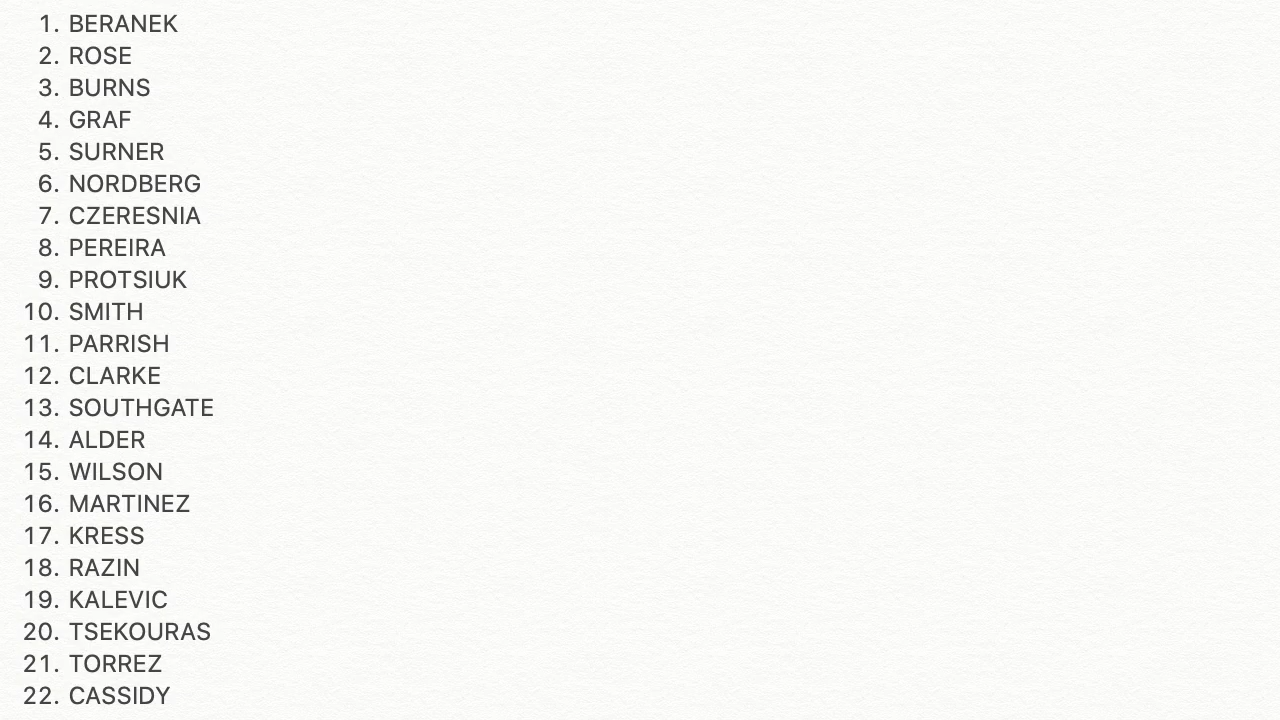 1. BERANEK
2. ROSE
3. BURNS
4. GRAF
5. SURNER
6. NORDBERG
7. CZERESNIA
8. PEREIRA
9. PROTSIUK
10. SMITH
11. PARRISH
12. CLARKE
13. SOUTHGATE
14. ALDER
15. WILSON
16. MARTINEZ
17. KRESS
18. RAZIN
19. KALEVIC
20. TSEKOURAS
21. TORREZ
22. CASSIDY